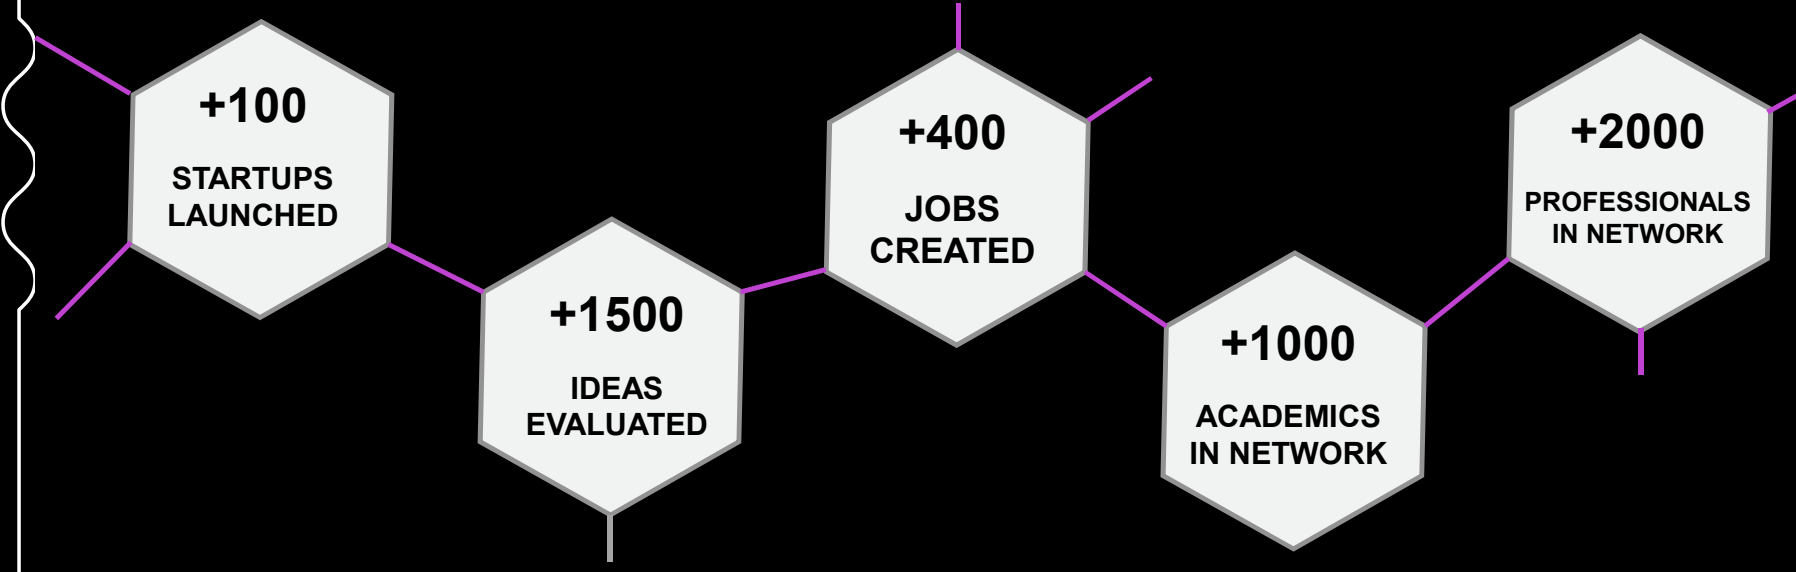 +100
STARTUPS
LAUNCHED
+1500
IDEAS
EVALUATED
+400
JOBS
CREATED
+1000
ACADEMICS
IN NETWORK
+2000
PROFESSIONALS
IN NETWORK